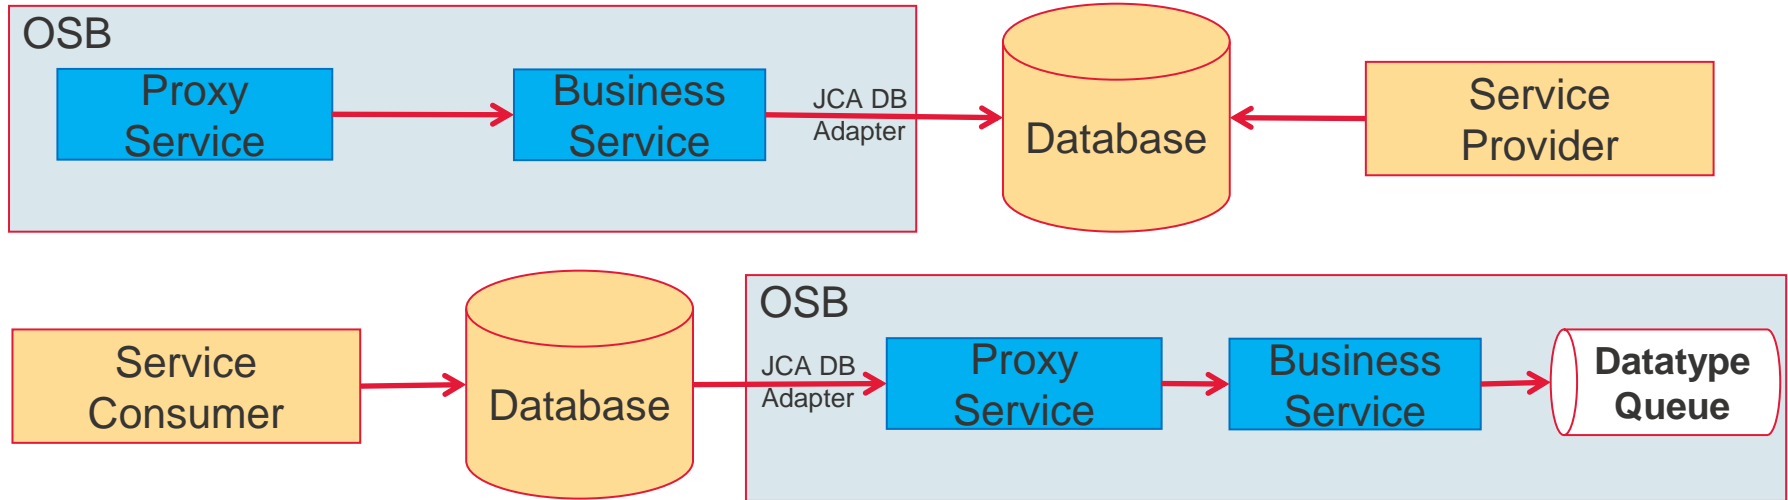 OSB
Proxy
Service
Business
Service
JCA DB
Adapter
Database
Service
Provider
Service
Consumer
Database
OSB
JCA DB
Adapter
Proxy
Service
Business
Service
Datatype
Queue